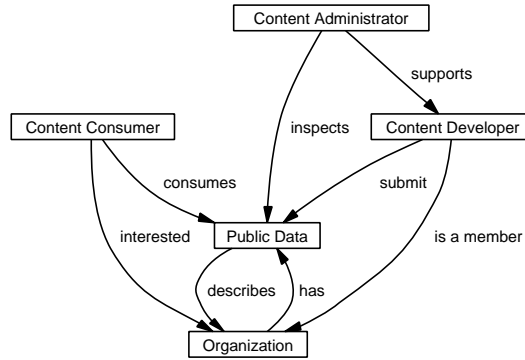 Content Administrator
supports
Content Consumer
inspects
Content Developer
consumes
submit
interested
Public Data
is a member
describes
has
Organization